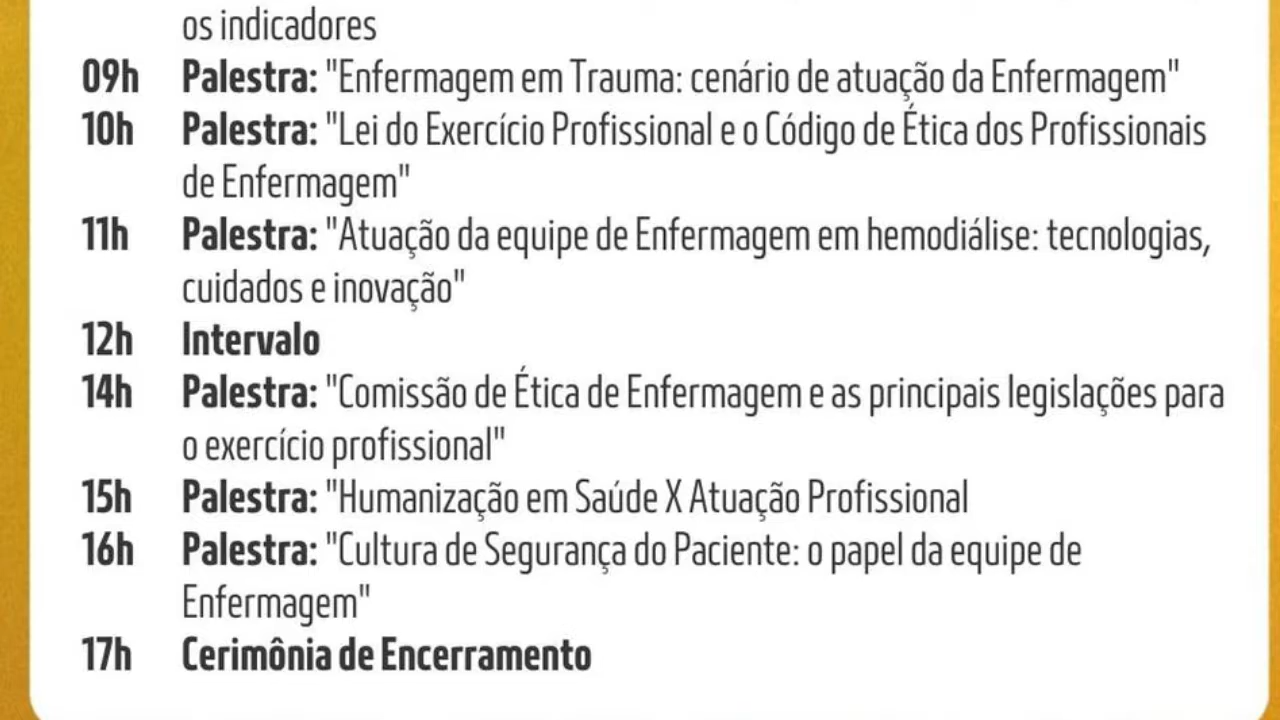 os indicadores
09h Palestra: "Enfermagem em Trauma: cenário de atuação da Enfermagem"
10h Palestra: "Lei do Exercício Profissional e o Código de Ética dos Profissionais
de Enfermagem"
11h Palestra: "Atuação da equipe de Enfermagem em hemodiálise: tecnologias,
cuidados e inovação"
12h Intervalo
14h Palestra: "Comissão de Ética de Enfermagem e as principais legislações para
o exercício profissional"
15h Palestra: "Humanização em Saúde X Atuação Profissional
16h Palestra: "Cultura de Segurança do Paciente: o papel da equipe de
Enfermagem"
17h Cerimônia de Encerramento